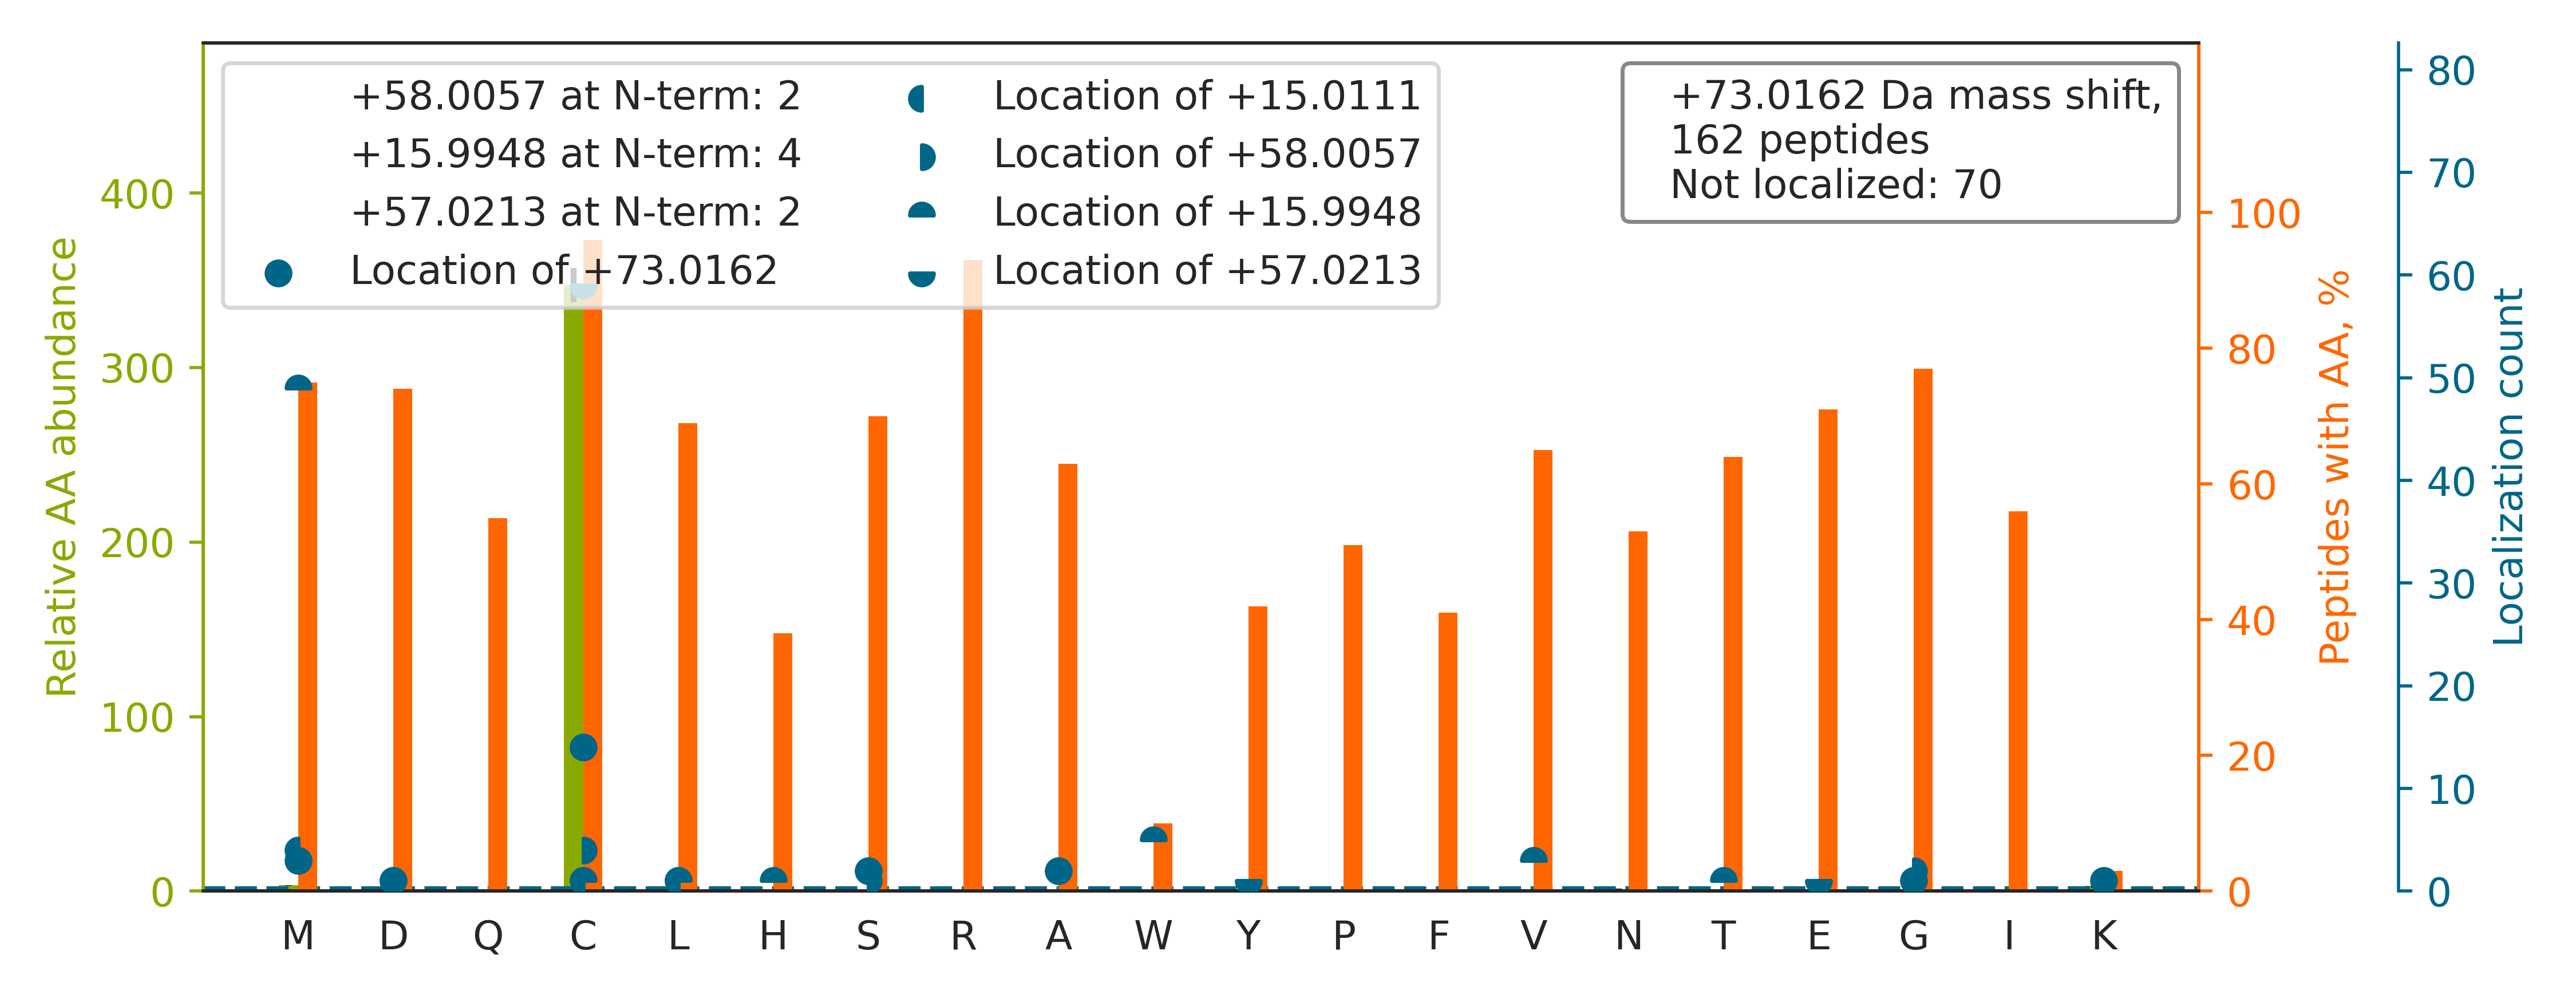 +58.0057 at N-term: 2
+15.9948 at N-term: 4
+57.0213 at N-term: 2
Location of +73.0162
Location of +15.0111
Location of +58.0057
Location of +15.9948
Location of +57.0213
+73.0162 Da mass shift,
162 peptides
Not localized: 70
Relative AA abundance
400
300
200
100
0
M D Q C L H S R A W Y P F V N T E G I K
100
80
60
40
20
0
Peptides with AA, %
80
70
60
50
40
30
20
10
0
Localization count